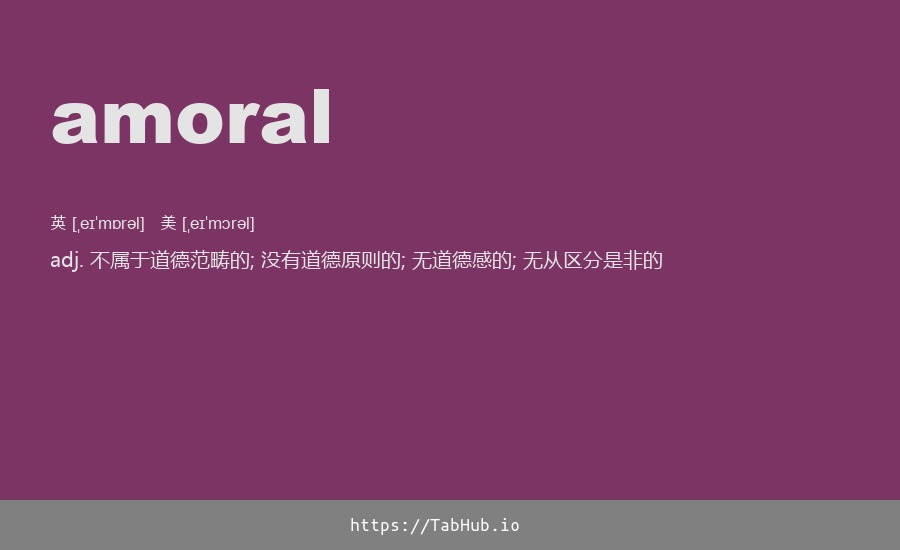 amoral
英 [ˌeɪˈmɒrəl] 美 [ˌeɪˈmɔrəl]
adj. 不属于道德范畴的; 没有道德原则的; 无道德感的; 无从区分是非的
https://TabHub.io